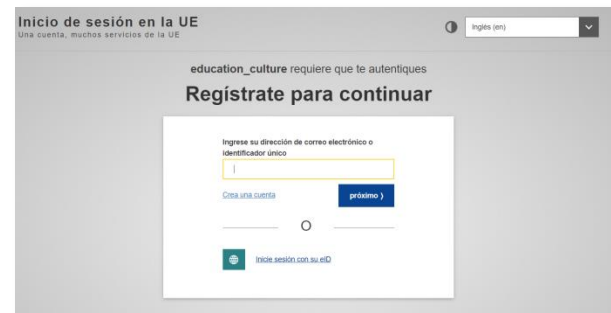 Inicio de sesión en la UE
Una cuenta, muchos servicios de la UE
Inglés (en)
education_culture requiere que te autentiques
Regístrate para continuar
Ingrese su dirección de correo electrónico o
identificador único
Crea una cuenta
próximo )
O
Inicie sesión con su eID